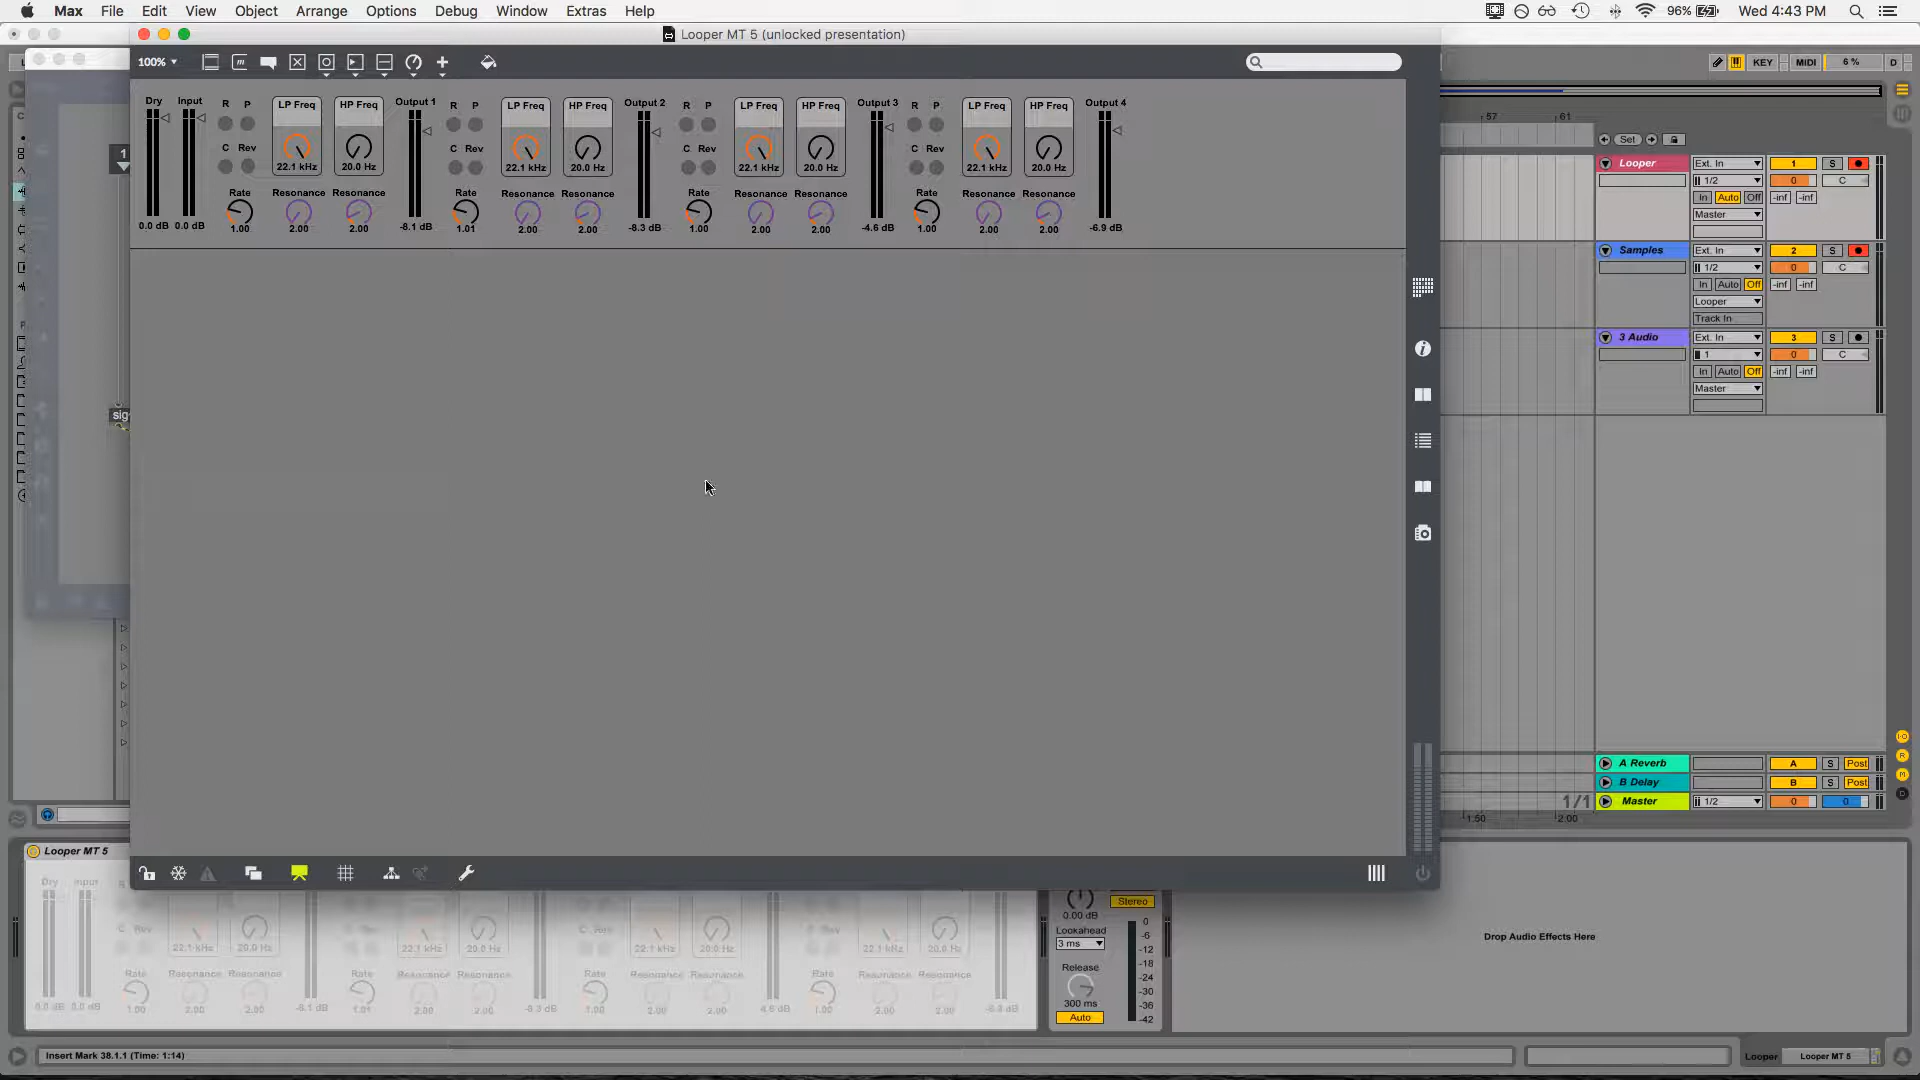 Max File Edit View Object Arrange Options Debug Window Extras Help 96% Wed 4:43 PM
Looper MT 5 (unlocked presentation)
100%
KEY MIDI 6 % D
Dry Input R P LP Freq HP Freq Output 1 R P LP Freq HP Freq Output 2 R P LP Freq HP Freq Output 3 R P LP Freq HP Freq Output 4
C Rev 22.1 kHz 20.0 Hz C Rev 22.1 kHz 20.0 Hz C Rev 22.1 kHz 20.0 Hz C Rev 22.1 kHz 20.0 Hz
Rate Resonance Resonance Rate Resonance Resonance Rate Resonance Resonance Rate Resonance Resonance
0.0 dB 0.0 dB 1.00 2.00 2.00 -8.1 dB 1.01 2.00 2.00 -8.3 dB 1.00 2.00 2.00 -4.6 dB 1.00 2.00 2.00 -6.9 dB
57 61
Set
Looper Ext. In 1 S
1/2 0 C
In Auto Off -inf -inf
Master
Samples Ext. In 2 S
1/2 0 C
In Auto Off -inf -inf
Looper
Track In
3 Audio Ext. In 3 S
1 0 C
In Auto Off -inf -inf
Master
1
sig
A Reverb A S Post
B Delay B S Post
1/1 Master 1/2 0 0
1:50 2:00
Looper MT 5
Dry Input
Rev 22.1 kHz 20.0 Hz 22.1 kHz 20.0 Hz 22.1 kHz 20.0 Hz 22.1 kHz 20.0 Hz
Rate Resonance Resonance Rate Resonance Resonance Rate Resonance Resonance Rate Resonance Resonance
0.0 dB 0.0 dB 1.00 2.00 2.00 -8.1 dB 1.01 2.00 2.00 1.00 2.00 2.00 1.00 2.00 2.00
0.00 dB
Stereo
Lookahead
3 ms
Release
300 ms
Auto
0
-6
-12
-18
-24
-30
-36
-42
Drop Audio Effects Here
Insert Mark 38.1.1 (Time: 1:14) Looper Looper MT 5